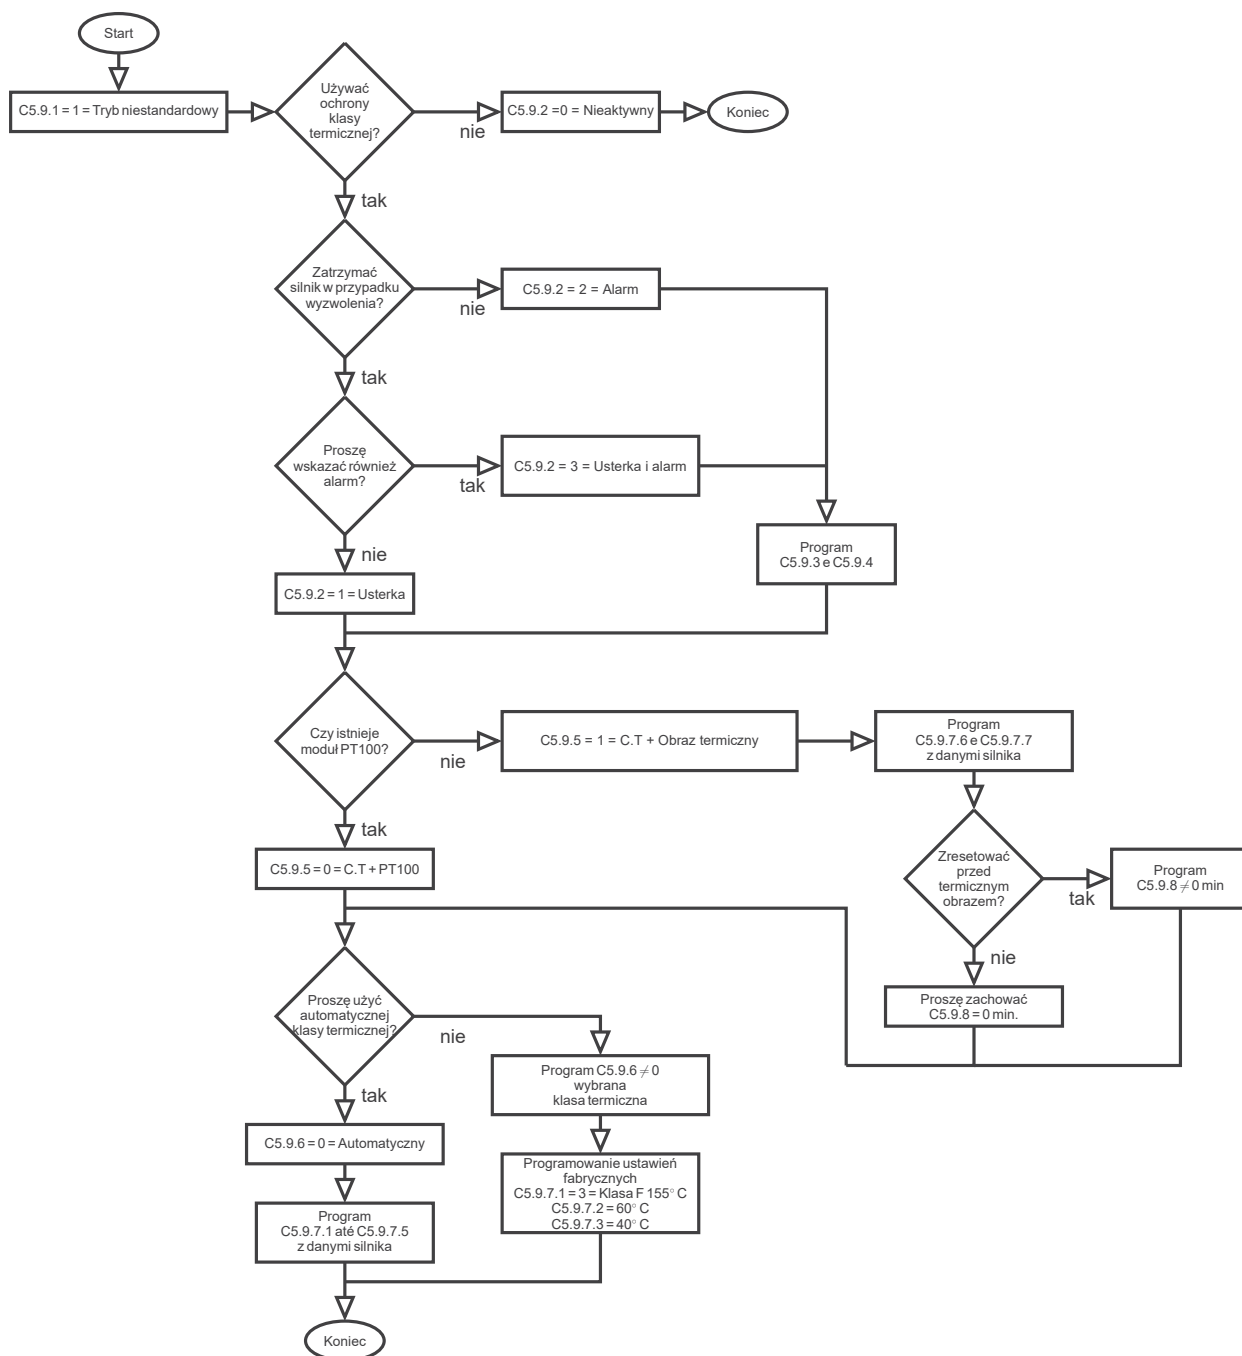 Start
C5.9.1 = 1 = Tryb niestandardowy
Używać
ochrony
klasy
termicznej?
nie
C5.9.2 =0 = Nieaktywny
Koniec
tak
Zatrzymać
silnik w przypadku
wyzwolenia?
nie
C5.9.2 = 2 = Alarm
tak
Proszę
wskazać również
alarm?
tak
C5.9.2 = 3 = Usterka i alarm
nie
Program
C5.9.3 e C5.9.4
C5.9.2 = 1 = Usterka
Czy istnieje
moduł PT100?
nie
C5.9.5 = 1 = C.T + Obraz termiczny
Program
C5.9.7.6 e C5.9.7.7
z danymi silnika
tak
C5.9.5 = 0 = C.T + PT100
Zresetować
przed
termicznym
obrazem?
tak
Program
C5.9.8 ≠ 0 min
nie
Proszę zachować
C5.9.8 = 0 min.
Proszę użyć
automatycznej
klasy termicznej?
nie
Program C5.9.6 ≠ 0
wybrana
klasa termiczna
tak
C5.9.6 = 0 = Automatyczny
Programowanie ustawień
fabrycznych
C5.9.7.1 = 3 = Klasa F 155° C
C5.9.7.2 = 60° C
C5.9.7.3 = 40° C
Program
C5.9.7.1 até C5.9.7.5
z danymi silnika
Koniec